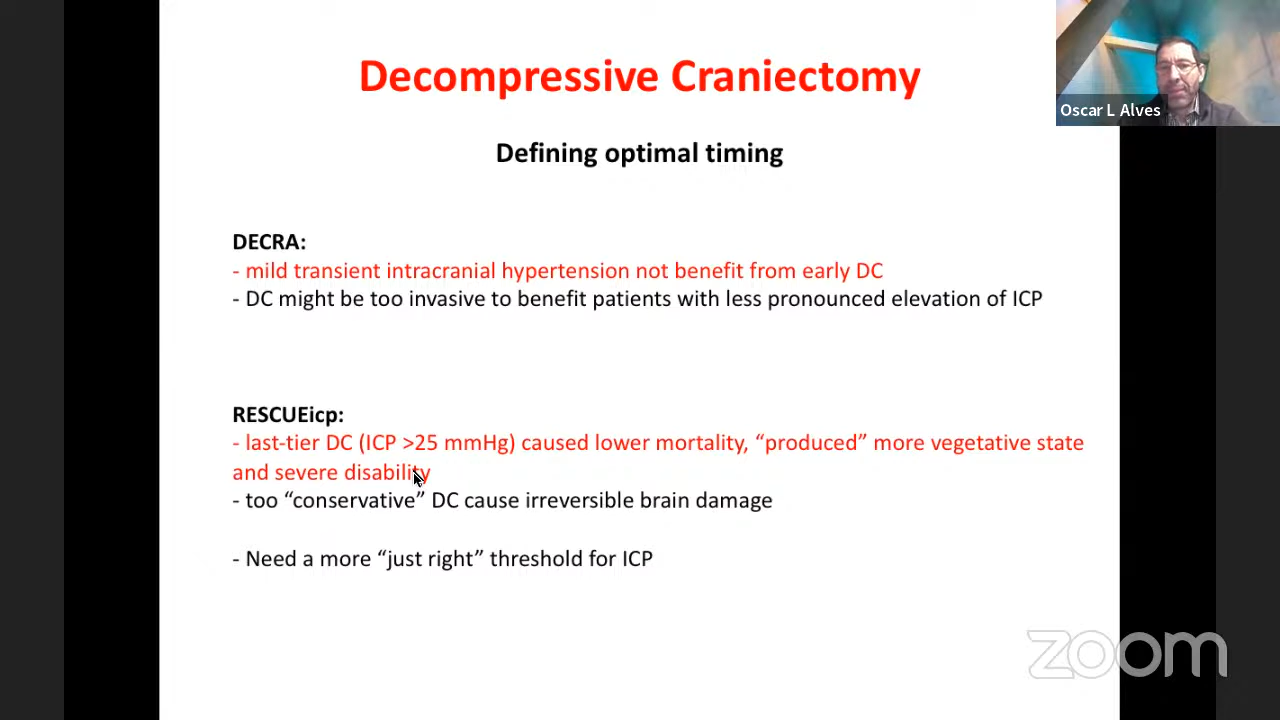 Decompressive Craniectomy
Oscar L Alves
Defining optimal timing
DECRA:
- mild transient intracranial hypertension not benefit from early DC
- DC might be too invasive to benefit patients with less pronounced elevation of ICP
RESCUEicp:
- last-tier DC (ICP >25 mmHg) caused lower mortality, “produced” more vegetative state
and severe disability
- too “conservative” DC cause irreversible brain damage
- Need a more “just right” threshold for ICP
zoom